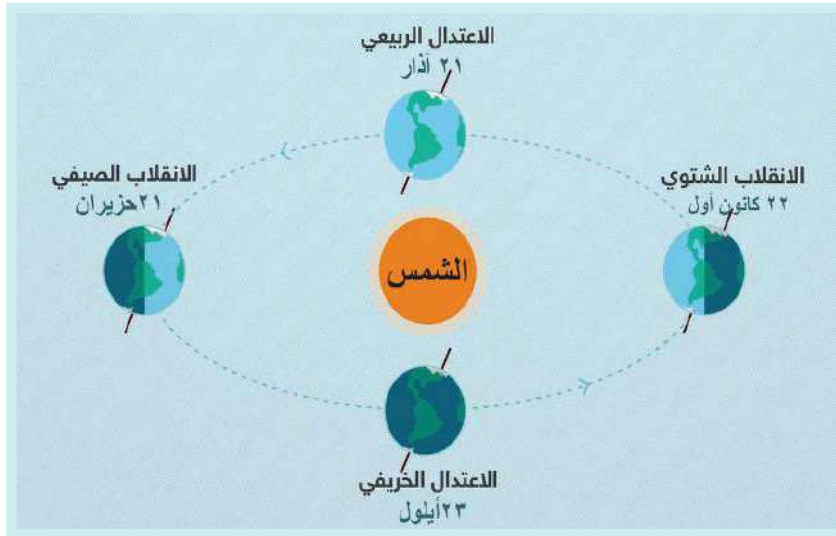 الاعتدال الربيعي
٢١ آذار
الانقلاب الصيفي
٢١حزيران
الانقلاب الشتوي
٢٢ كانون أول
الشمس
الاعتدال الخريفي
٢٣أيلول